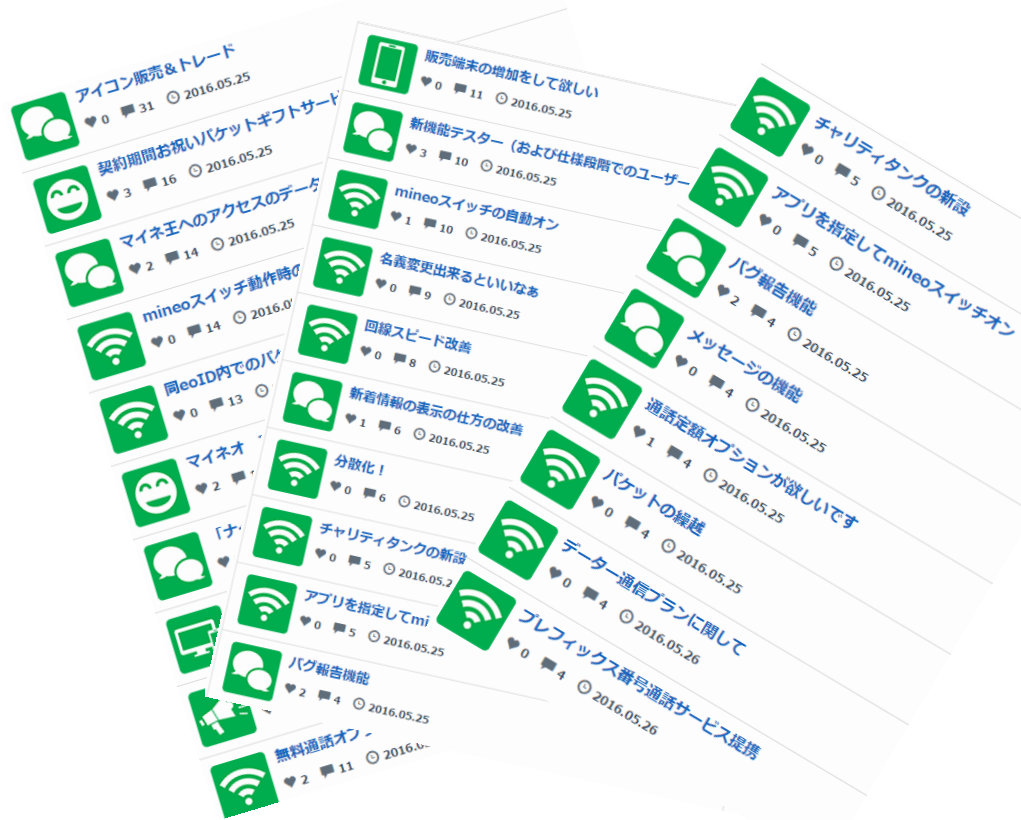 アイコン販売&トレード
0 31 2016.05.25
契約期間お祝いパケットギフトサー
3 16 2016.05.25
マイネ王へのアクセスのデータ
2 14 2016.05.25
mineoスイッチ動作時の
0 14 2016.0
同eoID内でのパケ
0 13
マイネオ
2
「ナ
無料通話オプ
2 11 2016.0
販売端末の増加をして欲しい
0 11 2016.05.25
新機能テスター（および仕様段階でのユーザー
3 10 2016.05.25
mineoスイッチの自動オン
1 10 2016.05.25
名義変更出来るといいなぁ
0 9 2016.05.25
回線スピード改善
0 8 2016.05.25
新着情報の表示の仕方の改善
1 6 2016.05.25
分散化！
0 6 2016.05.25
チャリティタンクの新設
0 5 2016.05.2
アプリを指定してmi
0 5 2016.05.25
バグ報告機能
2 4 2016.05.25
チャリティタンクの新設
0 5 2016.05.25
アプリを指定してmineoスイッチオン
0 5 2016.05.25
バグ報告機能
2 4 2016.05.25
メッセージの機能
0 4 2016.05.25
通話定額オプションが欲しいです
1 4 2016.05.25
パケットの繰越
0 4 2016.05.25
データー通信プランに関して
0 4 2016.05.26
プレフィックス番号通話サービス提携
0 4 2016.05.26